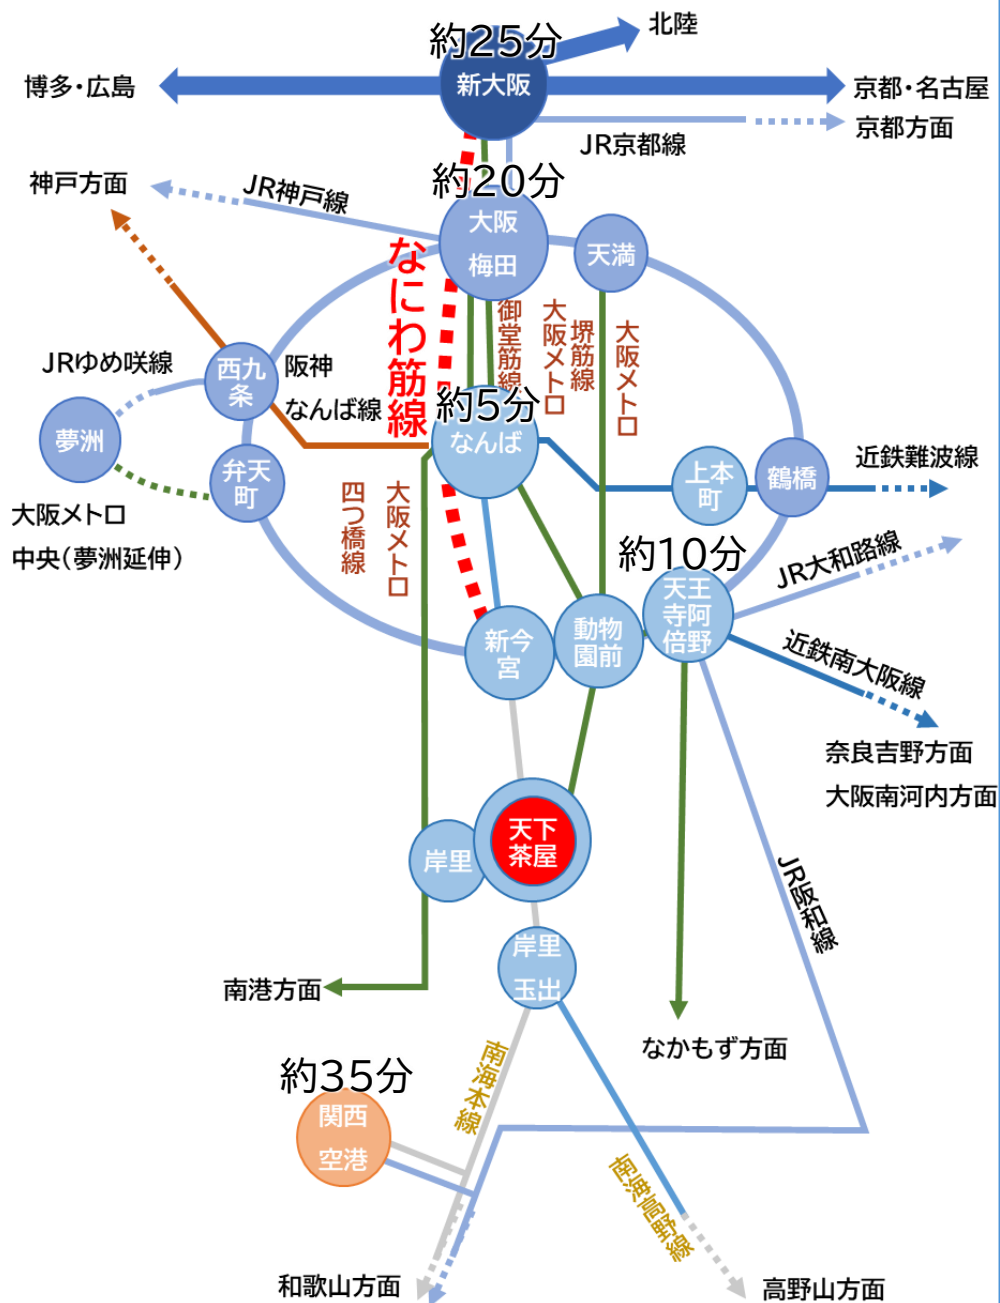 約25分
新大阪
北陸
博多・広島
京都・名古屋
京都方面
JR京都線
神戸方面
JR神戸線
約20分
大阪
梅田
天満
なにわ筋線
御堂筋線
大阪メトロ
堺筋線
大阪メトロ
JRゆめ咲線
西九
条
阪神
なんば線
夢洲
弁天
町
大阪メトロ
中央(夢洲延伸)
約5分
なんば
四つ橋線
大阪メトロ
上本
町
鶴橋
近鉄難波線
約10分
天王
寺阿
倍野
JR大和路線
新今
宮
動物
園前
近鉄南大阪線
奈良吉野方面
大阪南河内方面
天下
茶屋
岸里
岸里
玉出
JR阪和線
南港方面
なかもず方面
約35分
関西
空港
南海本線
南海高野線
和歌山方面
高野山方面